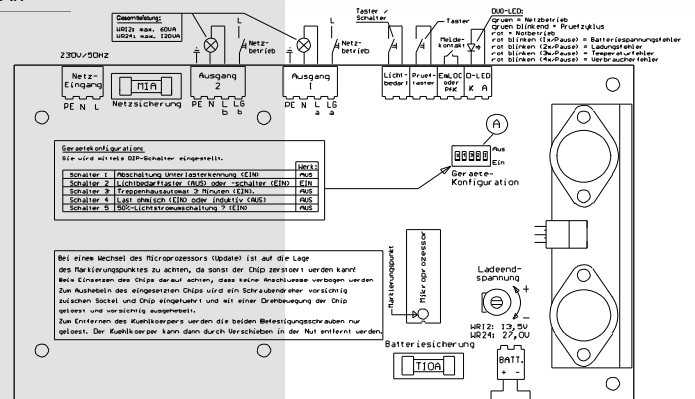 Gesamtleistung:
WR12: max. 60VA
WR24: max. 120VA
L
Netz-
betrieb
L
Netz-
betrieb
Taster /
Schalter
Taster
Melde-
kontakt
DUO-LED:
gruen = Netzbetrieb
gruen blinkend = Pruefzyklus
rot = Notbetrieb
rot blinken (1x/Pause) = Batteriespannungsfehler
rot blinken (2x/Pause) = Ladungsfehler
rot blinken (3x/Pause) = Temperaturfehler
rot blinken (4x/Pause) = Verbraucherfehler
230V/50HZ
Netz-
Eingang
PE N L
M1A
Netzsicherung
Ausgang
2
PE N L LG
b b
Ausgang
1
PE N L LG
a a
Licht-
bedarf
Pruef-
taster
EmLOC
oder
PfK
D-LED
K A
A
Aus
Ein
Geraete-
Konfiguration
Geraetekonfiguration:
Sie wird mittels DIP-Schalter eingestellt.
Werk:
Schalter 1 Abschaltung Unterlasterkennung (EIN) AUS
Schalter 2 Lichtbedarftaster (AUS) oder -schalter (EIN) EIN
Schalter 3 Treppenhausautomat 3 Minuten (EIN). AUS
Schalter 4 Last ohmisch (EIN) oder induktiv (AUS) AUS
Schalter 5 50%-Lichtstromumschaltung ? (EIN) AUS
Bei einem Wechsel des Microprozessors (Update) ist auf die Lage
des Markierungspunktes zu achten, da sonst der Chip zerstoert werden kann!
Beim Einsetzen des Chips darauf achten, dass keine Anschluesse verbogen werden
Zum Aushebeln des eingesetzten Chips wird ein Schraubendreher vorsichtig
zwischen Sockel und Chip eingefuehrt und mit einer Drehbewegung der Chip
geloest und vorsichtig ausgehebelt.
Zum Entfernen des Kuehlkoerpers werden die beiden Befestigungsschrauben nur
geloest. Der Kuehlkoerper kann dann durch Verschieben in der Nut entfernt werden.
Markierungspunkt
Mikroprozessor
Ladeend-
spannung
+
-
WR12: 13,5V
WR24: 27,0V
Batteriesicherung
T10A
BATT.
+ -